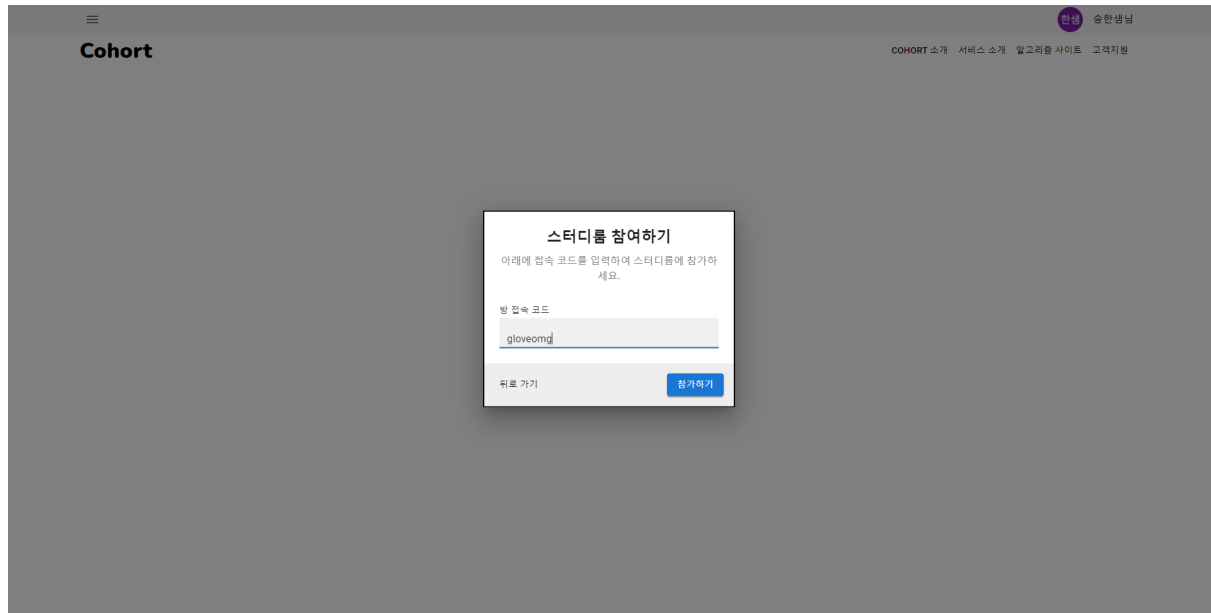 한샘 송한샘님
Cohort
COHORT 소개 서비스 소개 알고리즘 사이트 고객지원
스터디룸 참여하기
아래에 접속 코드를 입력하여 스터디룸에 참가하
세요.
방 접속 코드
gloveomg
뒤로 가기 참가하기